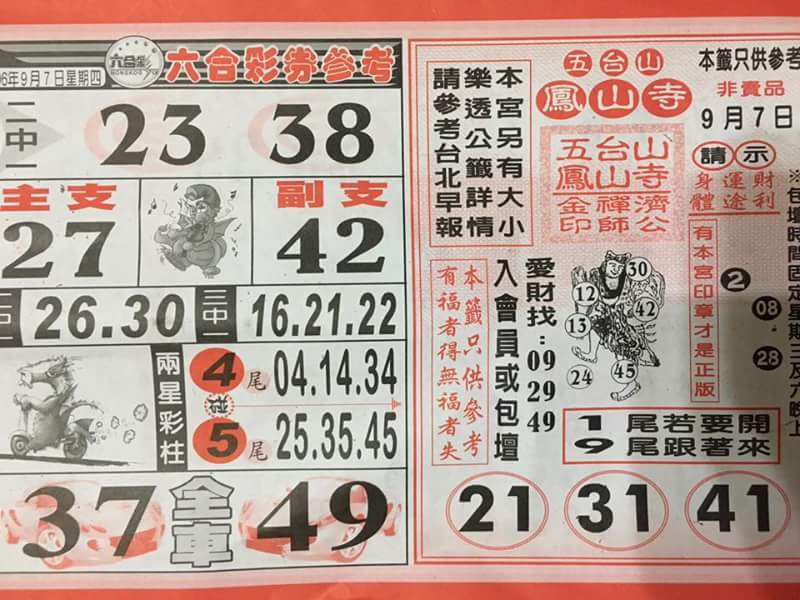 六合彩
HONGKONG
六合彩券參考
06年9月7日星期四
二中一
23 38
主支
副支
27
42
26.30
三中一
16.21.22
兩星彩柱
4尾
04.14.34
5尾
25.35.45
37
全車
49
本宮另有大小
樂透公籤詳情
請參考台北早報
五台山
鳳山寺
本籤只供參考
非賣品
9月7日
五台山
鳳山寺
金禪濟
印師公
請示
財利
運途
身體
※包壇時間固定星期三及六晚上
有本宮印章才是正版
2
08
28
愛財找：09 29 49
入會員或包壇
本籤只供參考
有福者得無福者失
30
12
42
13
45
24
1尾若要開
9尾跟著來
21 31 41